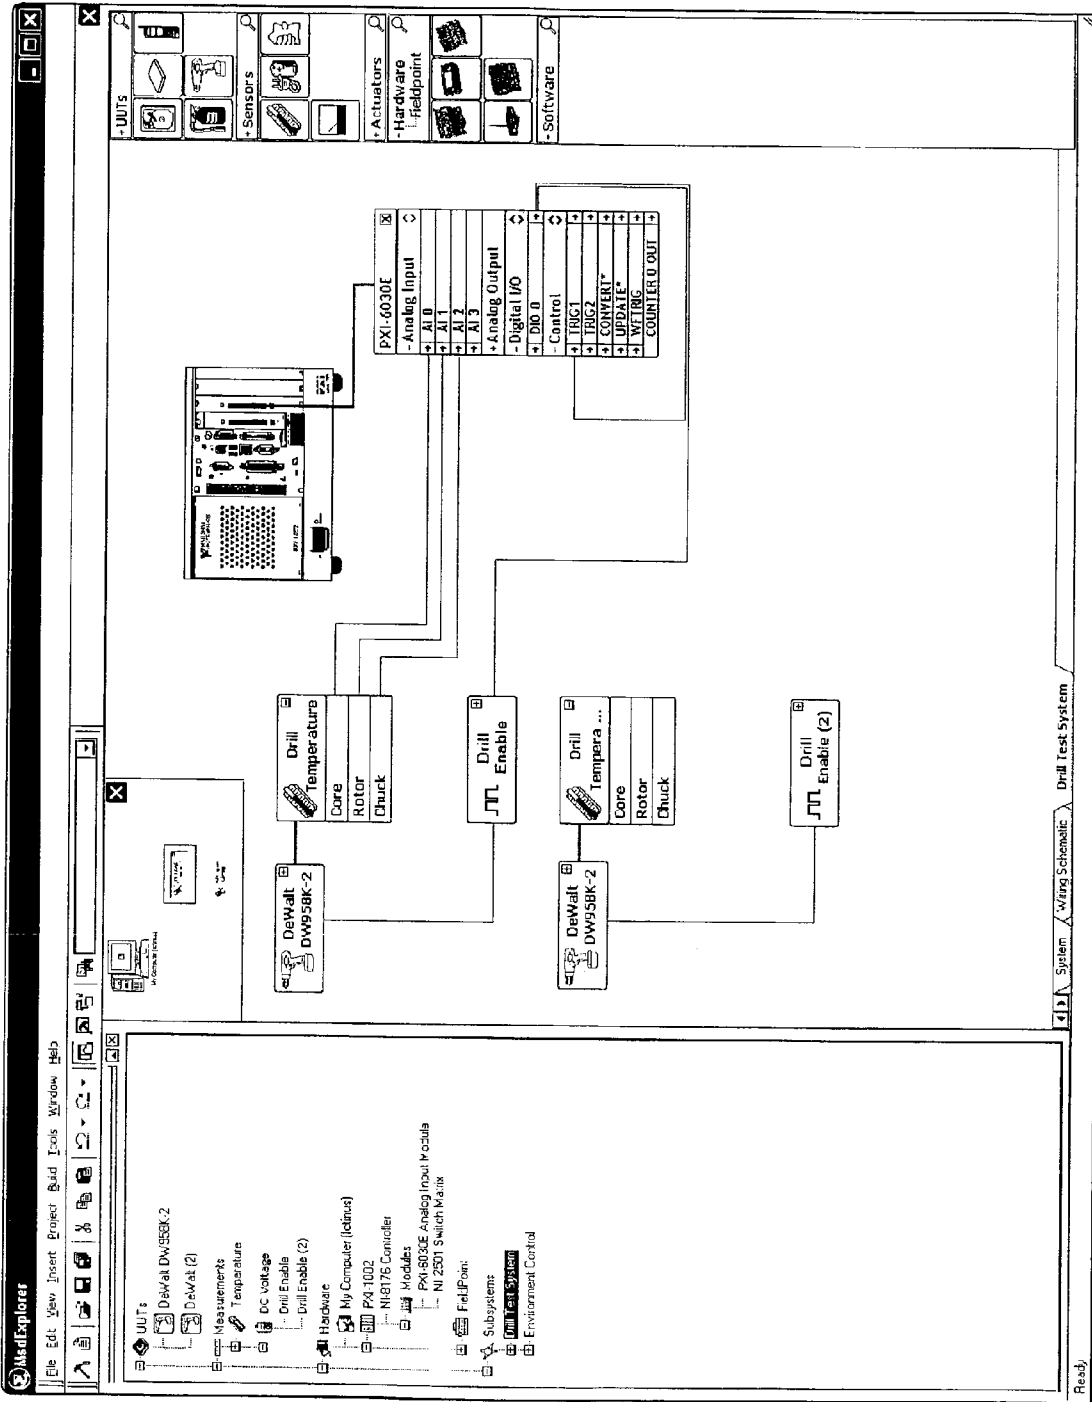 MadExplorer
File Edit View Insert Project Build Tools Window Help
UUTs
DeWalt DW958K-2
DeWalt (2)
Measurements
Temperature
DC Voltage
Drill Enable
Drill Enable (2)
Hardware
My Computer (Ictinus)
PXI-1002
NI-8176 Controller
Modules
PXI-6030E Analog Input Module
NI 2501 Switch Matrix
FieldPoint
Subsystems
Drill Test System
Environment Control
DeWalt
DW958K-2
Drill
Temperature
Core
Rotor
Chuck
Drill
Enable
DeWalt
DW958K-2
Drill
Tempera ...
Core
Rotor
Chuck
Drill
Enable (2)
PXI-6030E
- Analog Input
+ AI 0
+ AI 1
+ AI 2
+ AI 3
+ Analog Output
- Digital I/O
+ DIO 0 +
- Control
+ TRIG1 +
+ TRIG2 +
+ CONVERT* +
+ UPDATE* +
+ WFTRIG +
COUNTER 0 OUT +
+ UUTs
+ Sensors
+ Actuators
- Hardware
Fieldpoint
- Software
System
Wiring Schematic
Drill Test System
Ready